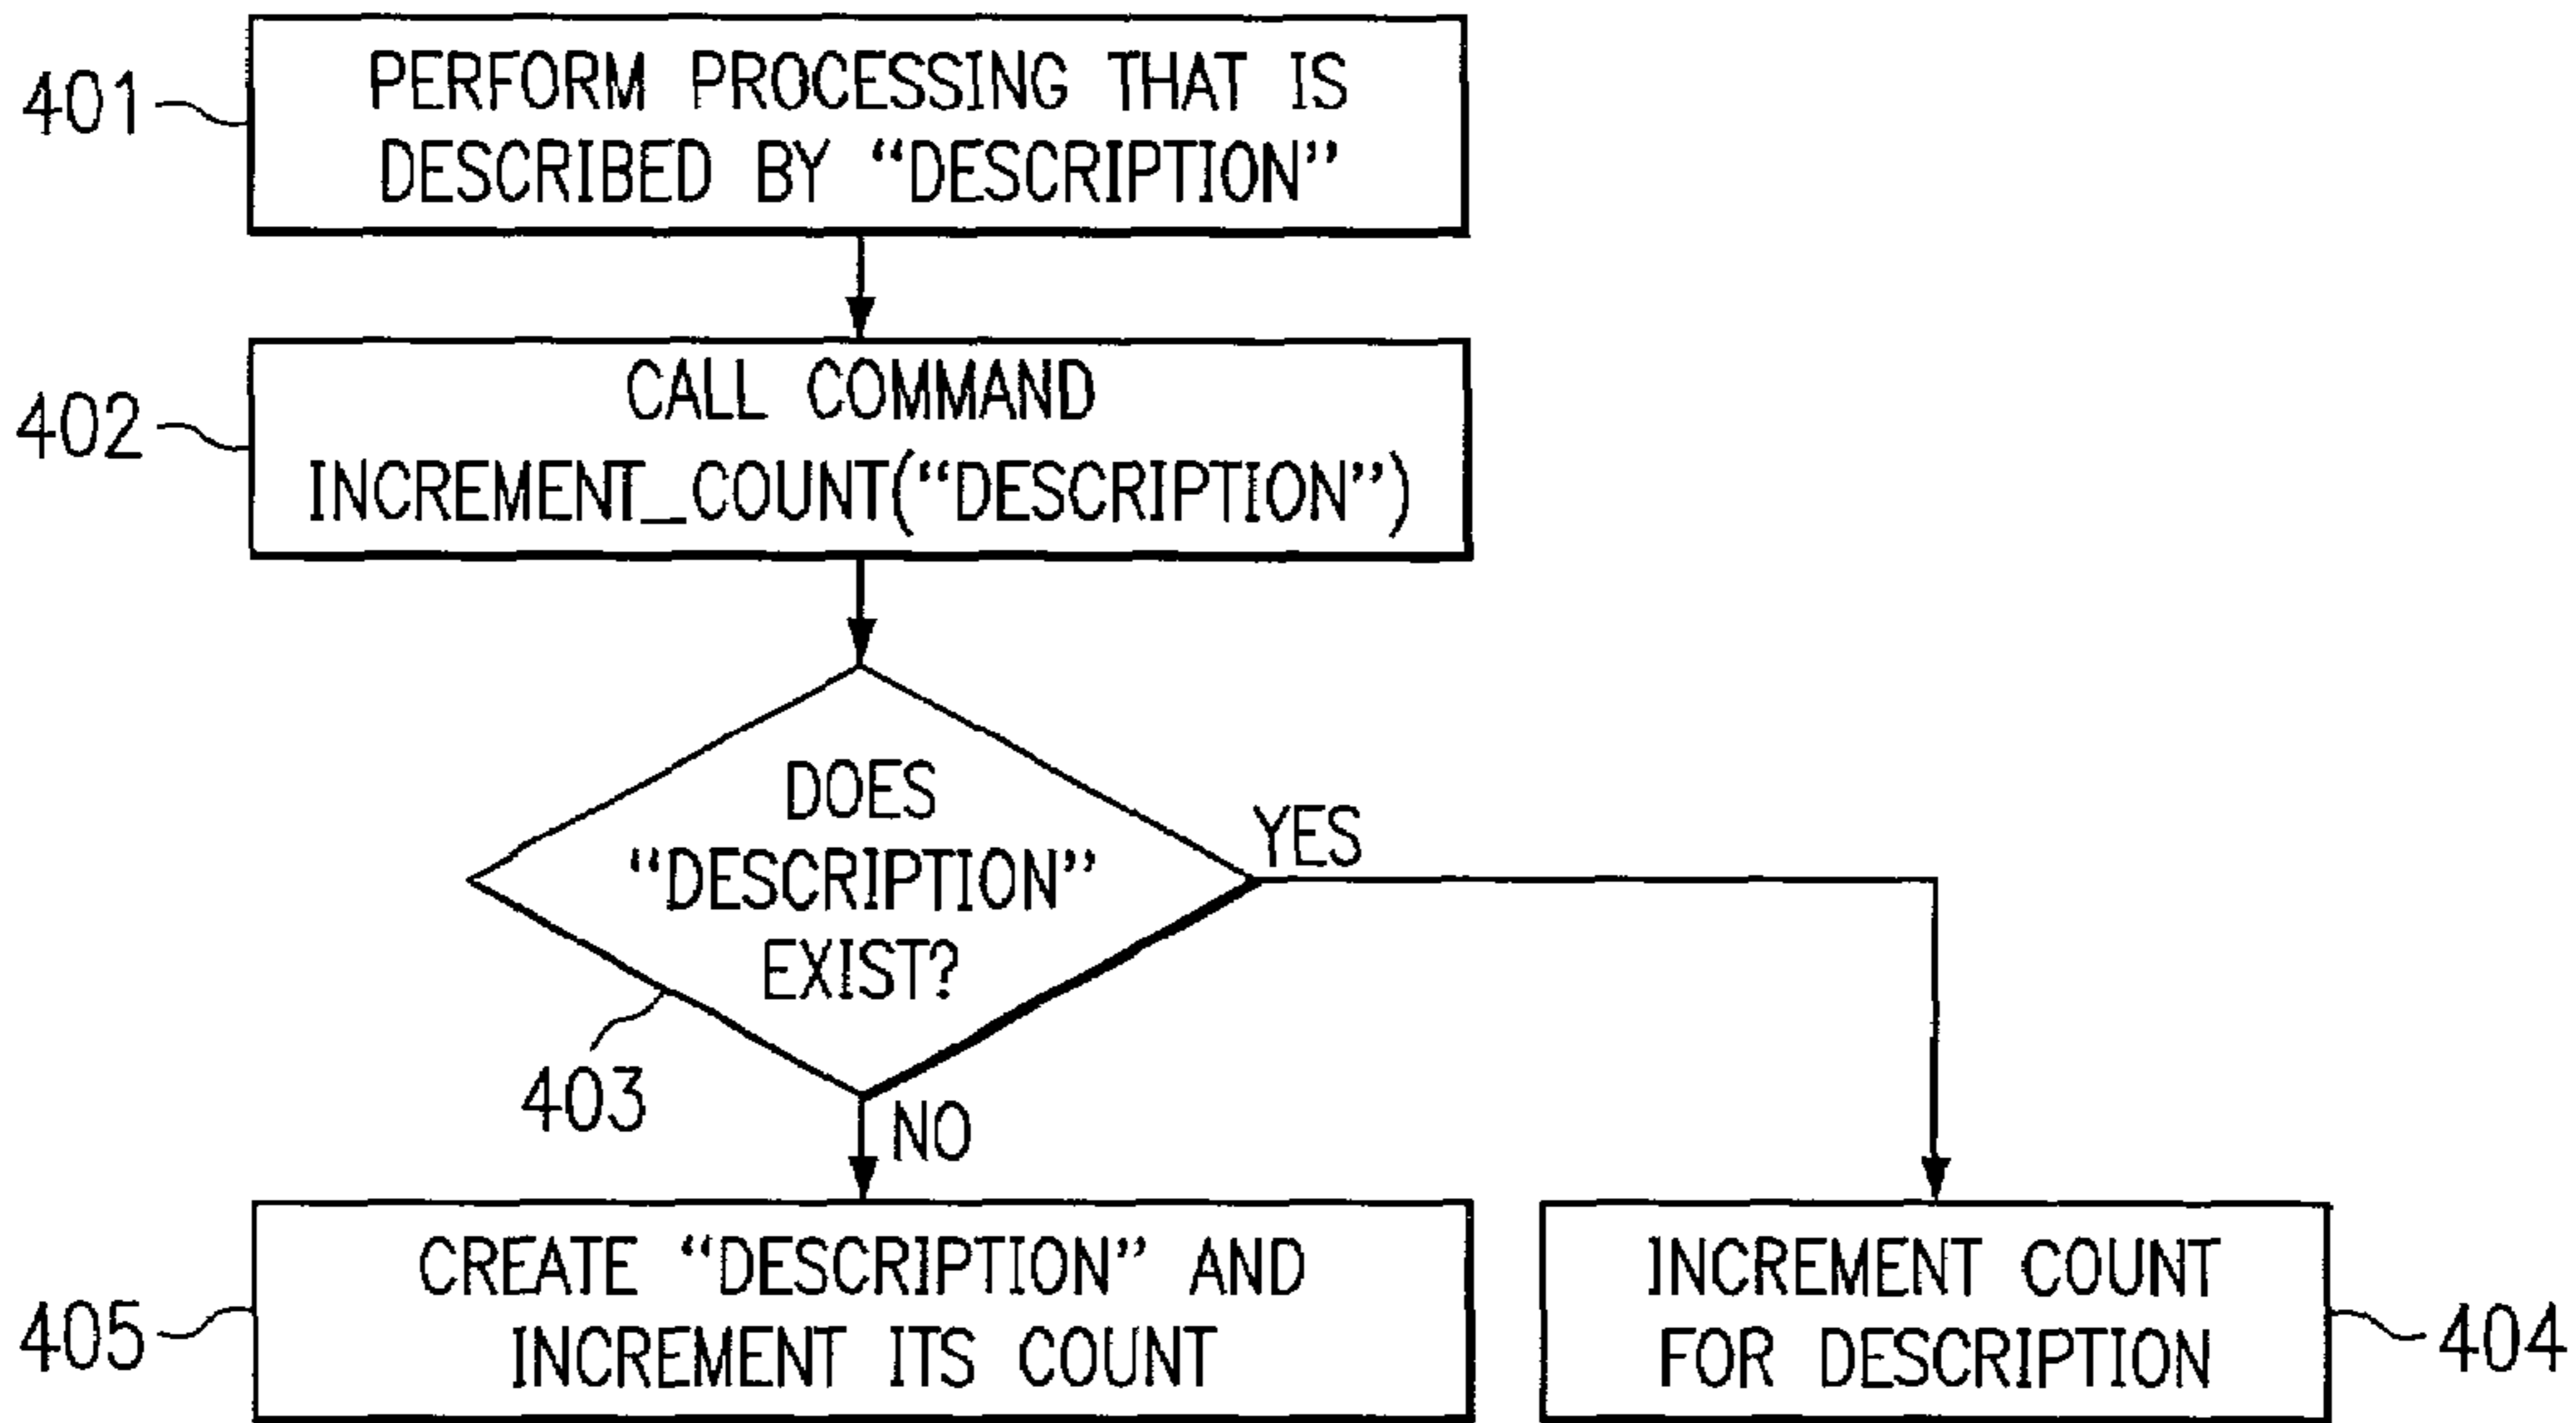 401
PERFORM PROCESSING THAT IS
DESCRIBED BY “DESCRIPTION”
402
CALL COMMAND
INCREMENT_COUNT(“DESCRIPTION”)
DOES
“DESCRIPTION”
EXIST?
YES
403
NO
405
CREATE “DESCRIPTION” AND
INCREMENT ITS COUNT
INCREMENT COUNT
FOR DESCRIPTION
404